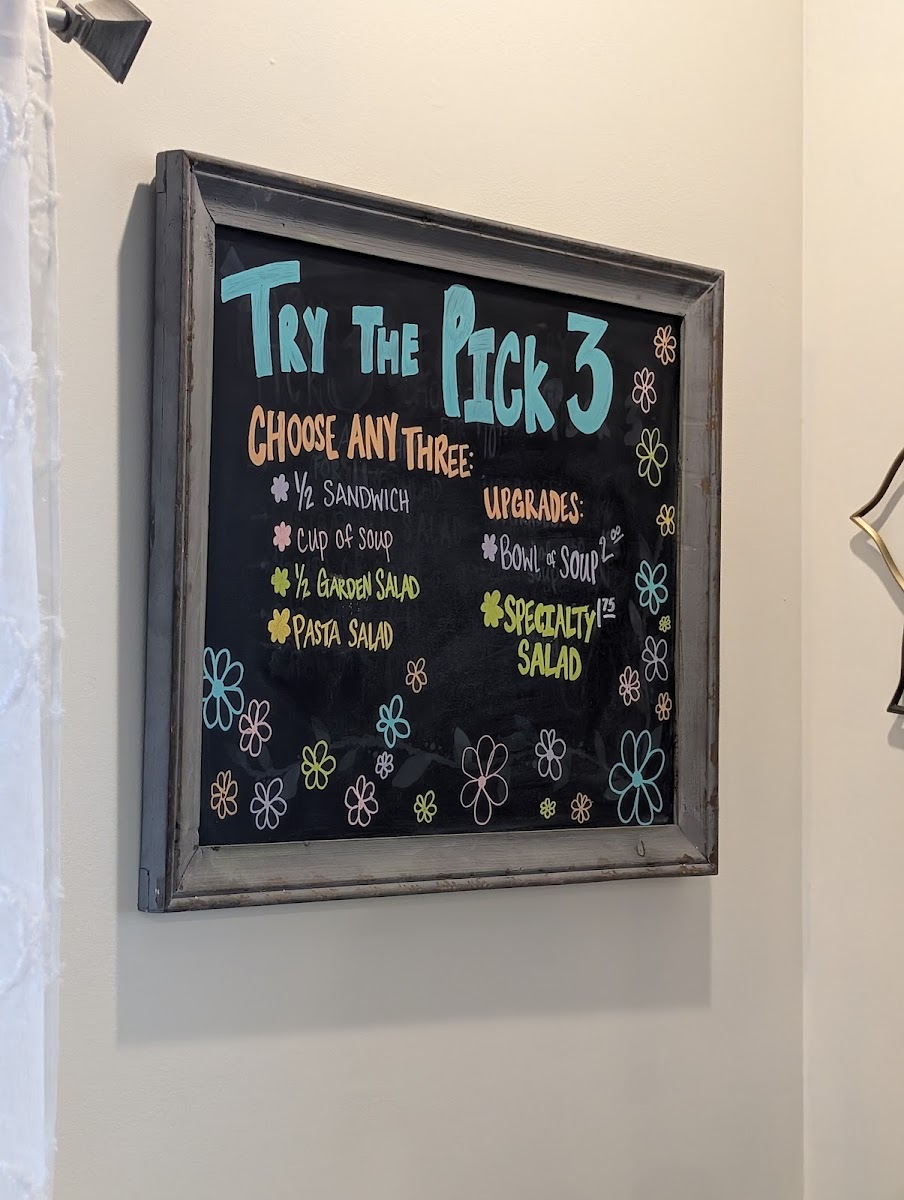 TRY THE PICK 3
CHOOSE ANY THREE:
1/2 SANDWICH
CUP OF SOUP
1/2 GARDEN SALAD
PASTA SALAD
UPGRADES:
BOWL OF SOUP 2.00
SPECIALTY 1.75
SALAD